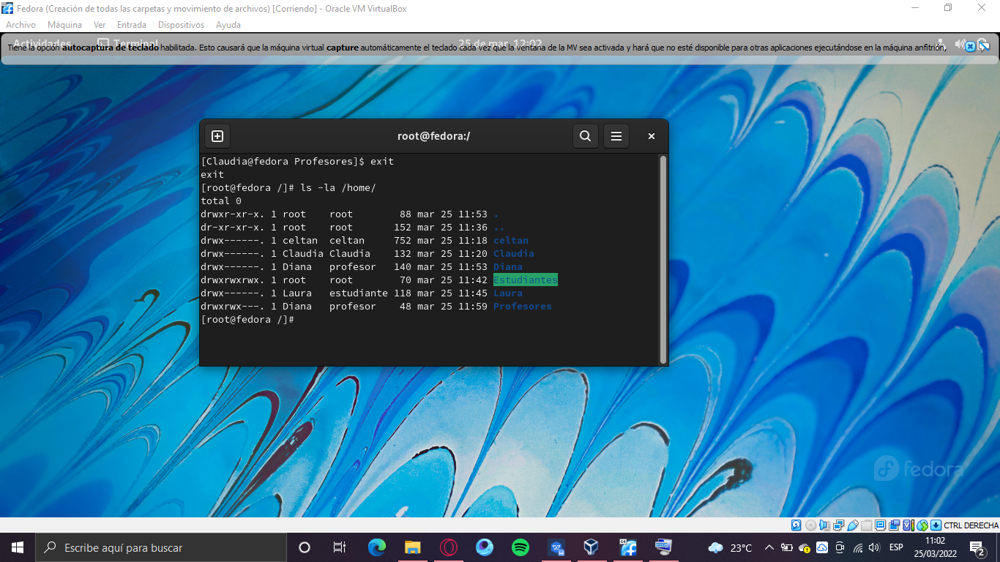 Fedora (Creación de todas las carpetas y movimiento de archivos) [Corriendo] - Oracle VM VirtualBox
Archivo Máquina Ver Entrada Dispositivos Ayuda
Actividades Terminal 25 de mar 12:02
Tiene la opción autocaptura de teclado habilitada. Esto causará que la máquina virtual capture automáticamente el teclado cada vez que la ventana de la MV sea activada y hará que no esté disponible para otras aplicaciones ejecutándose en la máquina anfitrión,
root@fedora:/
[Claudia@fedora Profesores]$ exit
exit
[root@fedora /]# ls -la /home/
total 0
drwxr-xr-x. 1 root    root        88 mar 25 11:53 .
dr-xr-xr-x. 1 root    root       152 mar 25 11:36 ..
drwx------. 1 celtan  celtan     752 mar 25 11:18 celtan
drwx------. 1 Claudia Claudia    132 mar 25 11:20 Claudia
drwx------. 1 Diana   profesor   140 mar 25 11:53 Diana
drwxrwxrwx. 1 root    root        70 mar 25 11:42 Estudiantes
drwx------. 1 Laura   estudiante 118 mar 25 11:45 Laura
drwxrwx---. 1 Diana   profesor    48 mar 25 11:59 Profesores
[root@fedora /]#
fedora
CTRL DERECHA
Escribe aquí para buscar
23°C
ESP
11:02
25/03/2022
2